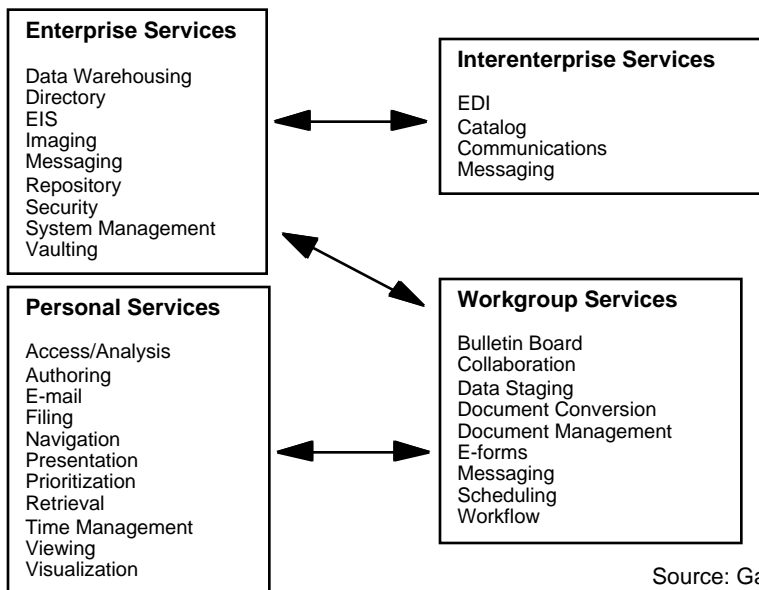 Enterprise Services
Data Warehousing
Directory
EIS
Imaging
Messaging
Repository
Security
System Management
Vaulting
Interenterprise Services
EDI
Catalog
Communications
Messaging
Personal Services
Access/Analysis
Authoring
E-mail
Filing
Navigation
Presentation
Prioritization
Retrieval
Time Management
Viewing
Visualization
Workgroup Services
Bulletin Board
Collaboration
Data Staging
Document Conversion
Document Management
E-forms
Messaging
Scheduling
Workflow
Source: